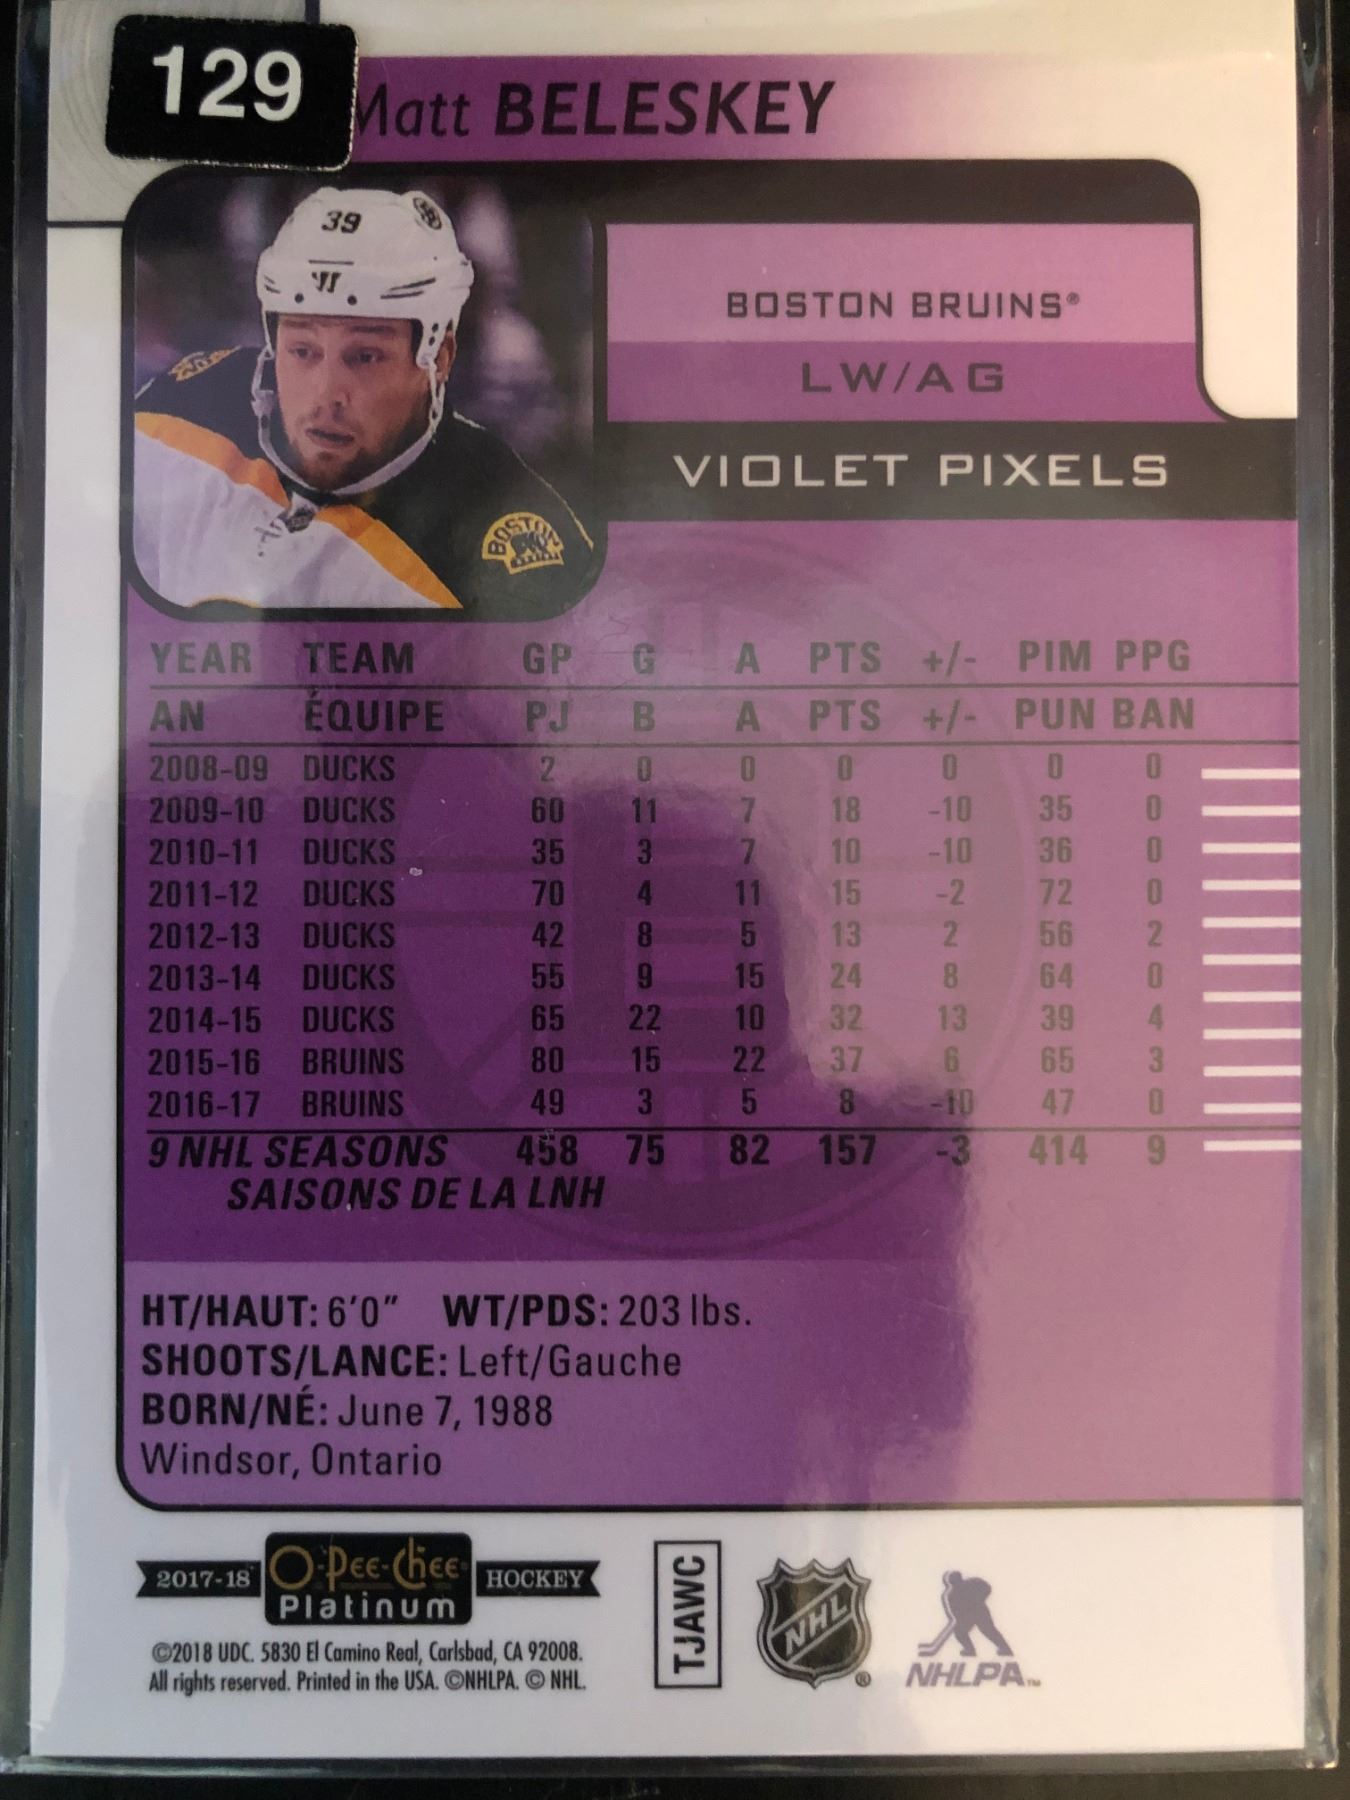 129
Matt BELESKEY
39
BOSTON BRUINS®
LW/AG
VIOLET PIXELS
BOSTON
YEAR TEAM GP G A PTS +/- PIM PPG
AN ÉQUIPE PJ B A PTS +/- PUN BAN
2008-09 DUCKS 2 0 0 0 0 0 0
2009-10 DUCKS 60 11 7 18 -10 35 0
2010-11 DUCKS 35 3 7 10 -10 36 0
2011-12 DUCKS 70 4 11 15 -2 72 0
2012-13 DUCKS 42 8 5 13 2 56 2
2013-14 DUCKS 55 9 15 24 8 64 0
2014-15 DUCKS 65 22 10 32 13 39 4
2015-16 BRUINS 80 15 22 37 6 65 3
2016-17 BRUINS 49 3 5 8 -10 47 0
9 NHL SEASONS 458 75 82 157 -3 414 9
SAISONS DE LA LNH
HT/HAUT: 6'0" WT/PDS: 203 lbs.
SHOOTS/LANCE: Left/Gauche
BORN/NÉ: June 7, 1988
Windsor, Ontario
2017-18 O-Pee-Chee HOCKEY
Platinum
©2018 UDC. 5830 El Camino Real, Carlsbad, CA 92008.
All rights reserved. Printed in the USA. ©NHLPA. © NHL.
TJAWC
NHL®
NHLPA™